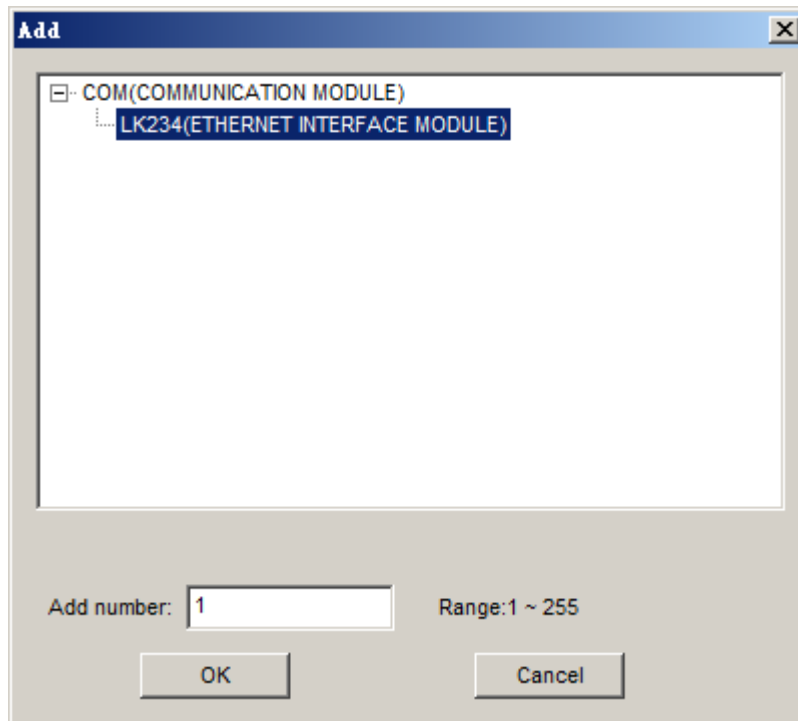 Add
COM(COMMUNICATION MODULE)
LK234(ETHERNET INTERFACE MODULE)
Add number: 1 Range:1 ~ 255
OK Cancel